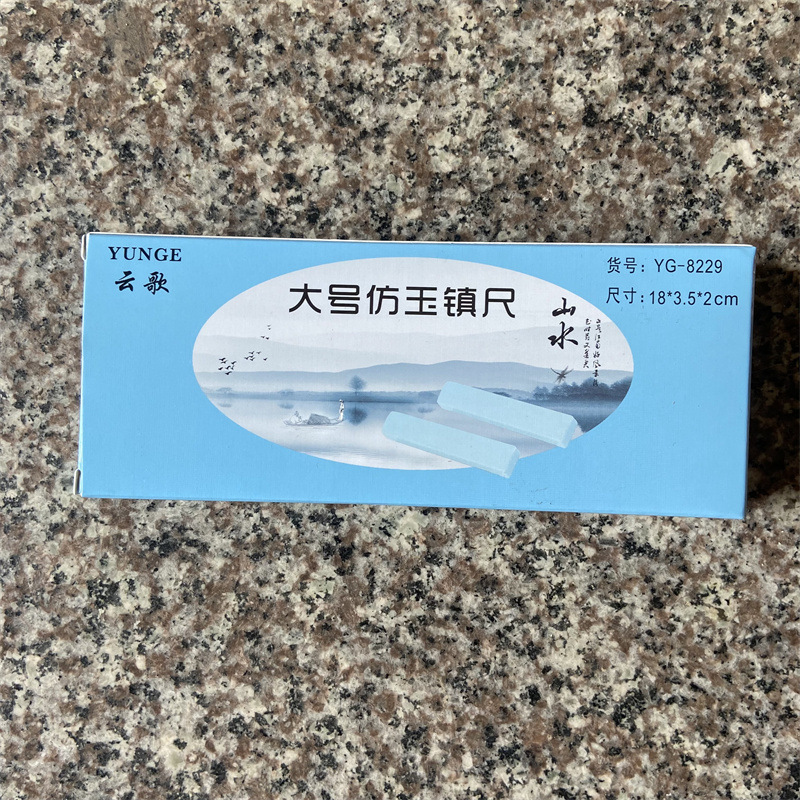 YUNGE
云歌
大号仿玉镇尺
山水
货号：YG-8229
尺寸：18*3.5*2cm